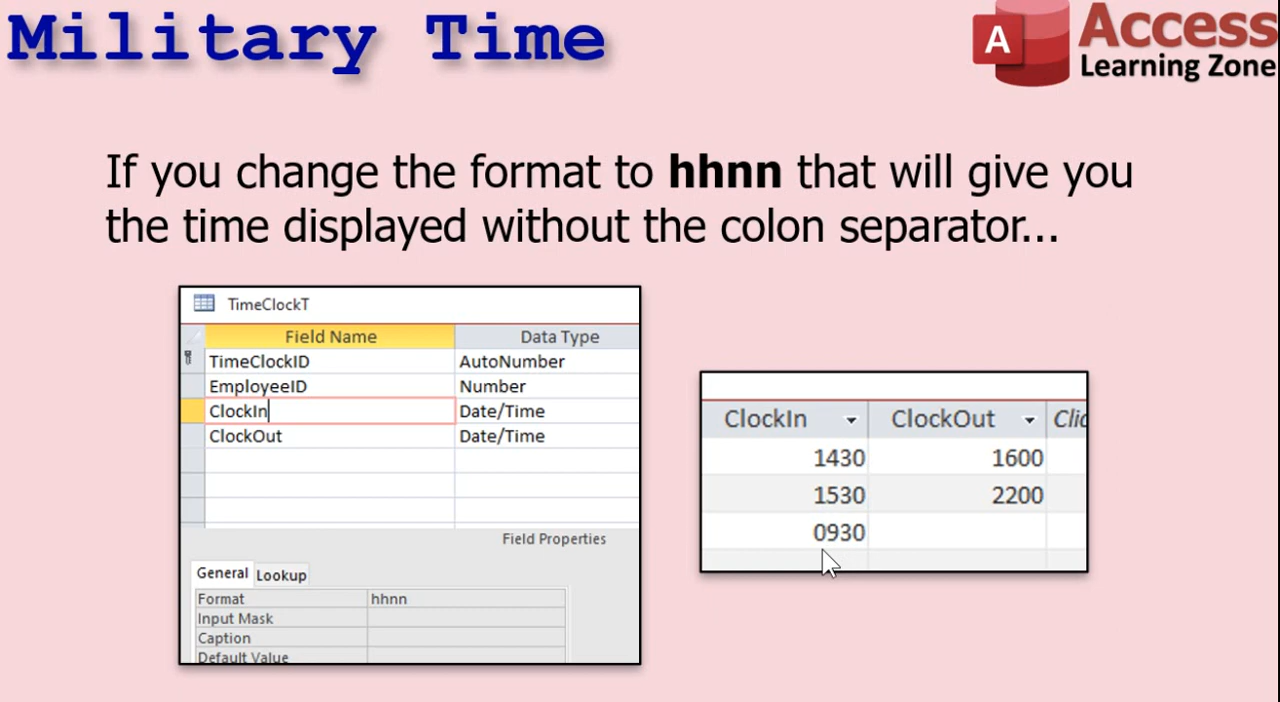 Military Time
A Access
Learning Zone
If you change the format to hhnn that will give you
the time displayed without the colon separator...
TimeClockT
Field Name Data Type
TimeClockID AutoNumber
EmployeeID Number
ClockIn Date/Time
ClockOut Date/Time
Field Properties
General Lookup
Format hhnn
Input Mask
Caption
Default Value
ClockIn ClockOut Clic
1430 1600
1530 2200
0930